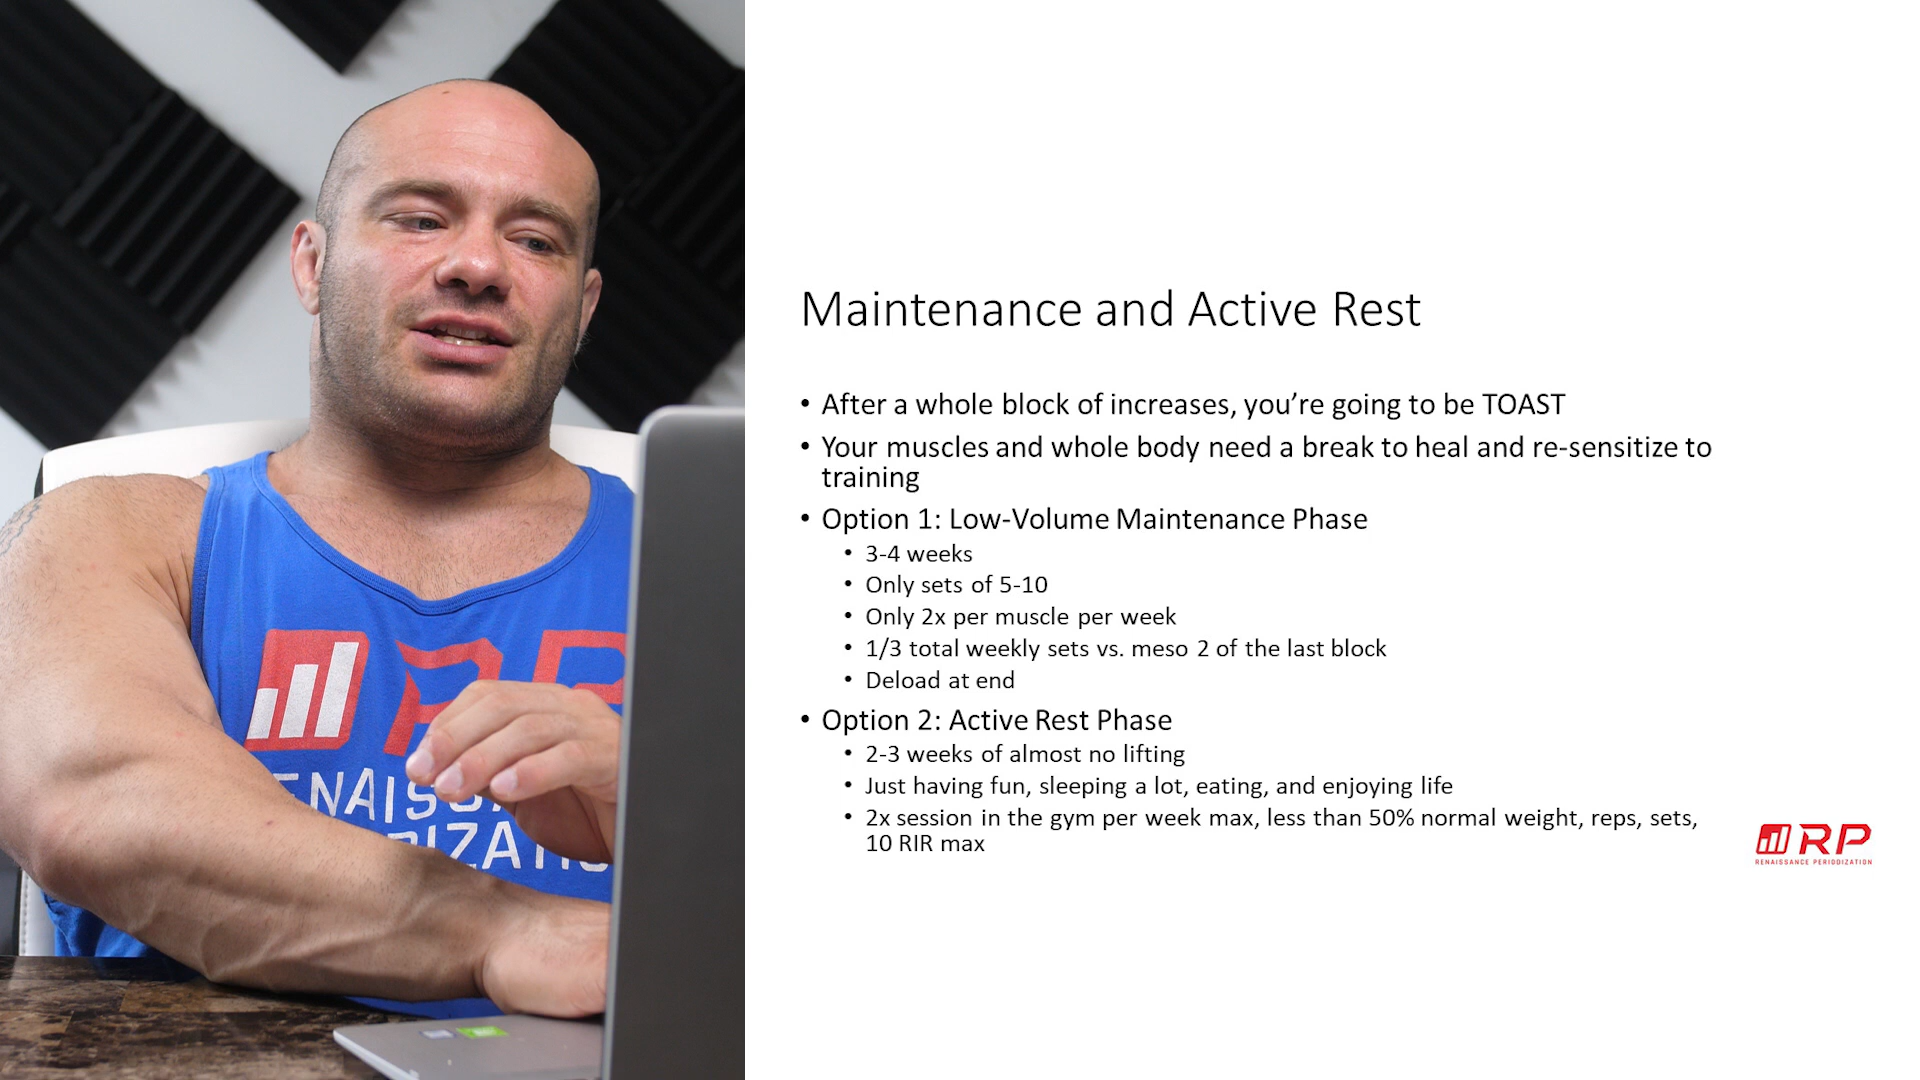 Maintenance and Active Rest
• After a whole block of increases, you're going to be TOAST
• Your muscles and whole body need a break to heal and re-sensitize to
training
• Option 1: Low-Volume Maintenance Phase
• 3-4 weeks
• Only sets of 5-10
• Only 2x per muscle per week
• 1/3 total weekly sets vs. meso 2 of the last block
• Deload at end
• Option 2: Active Rest Phase
• 2-3 weeks of almost no lifting
• Just having fun, sleeping a lot, eating, and enjoying life
• 2x session in the gym per week max, less than 50% normal weight, reps, sets,
10 RIR max
RP
RENAISSANCE PERIODIZATION
RP